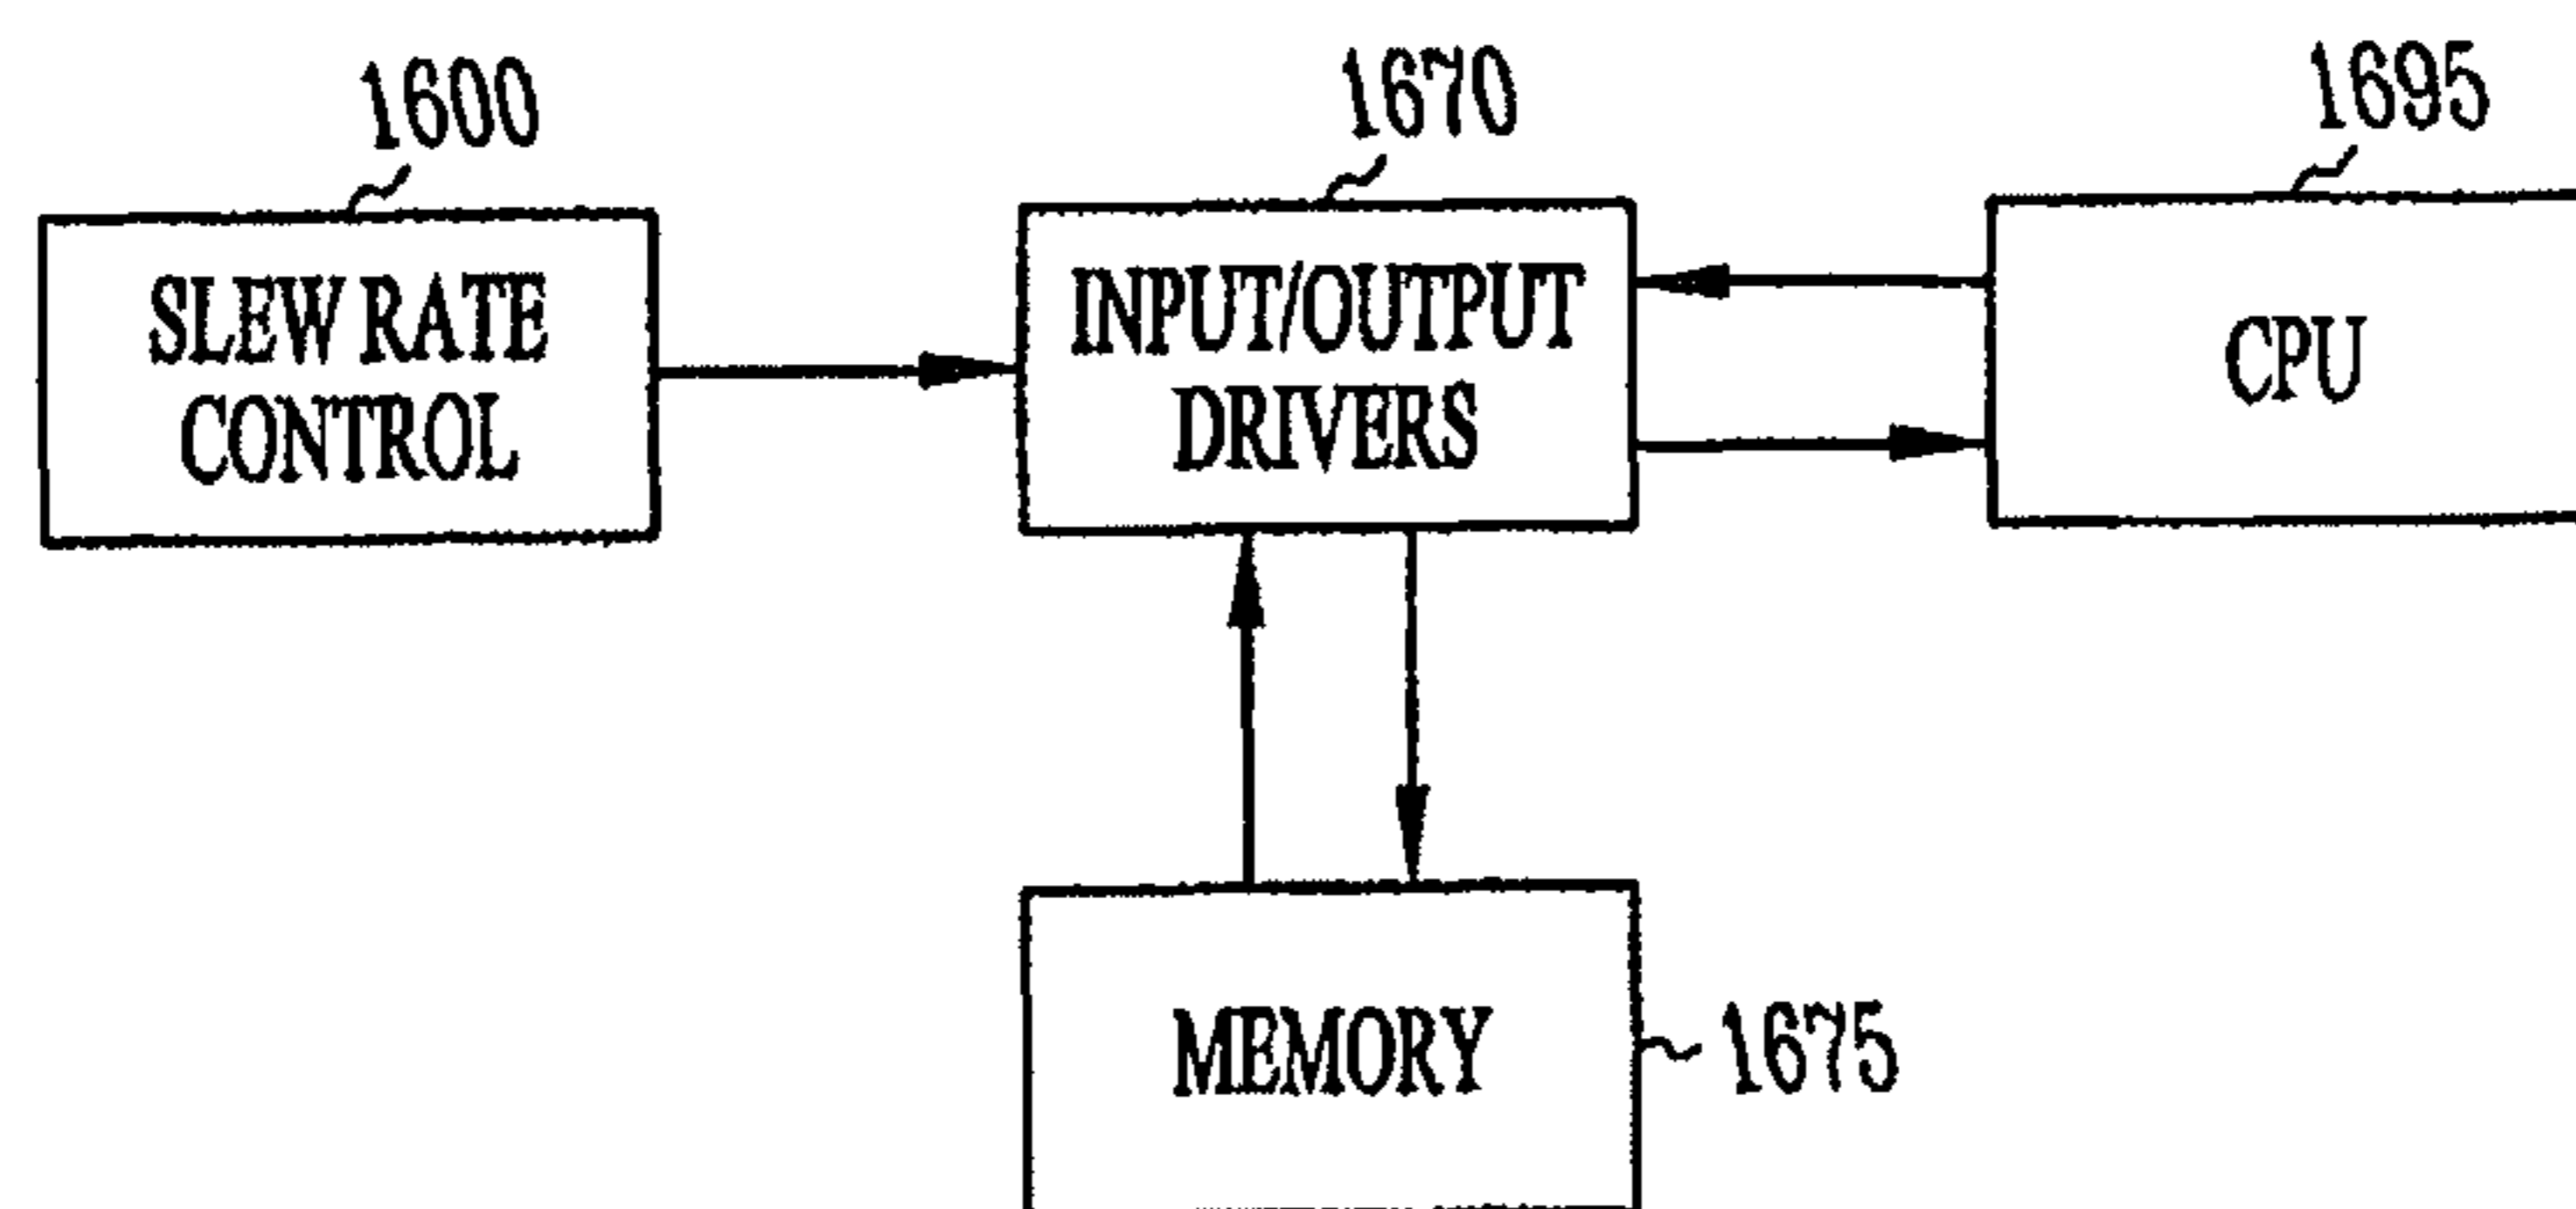 1600
1670
1695
SLEW RATE
CONTROL
INPUT/OUTPUT
DRIVERS
CPU
MEMORY
1675